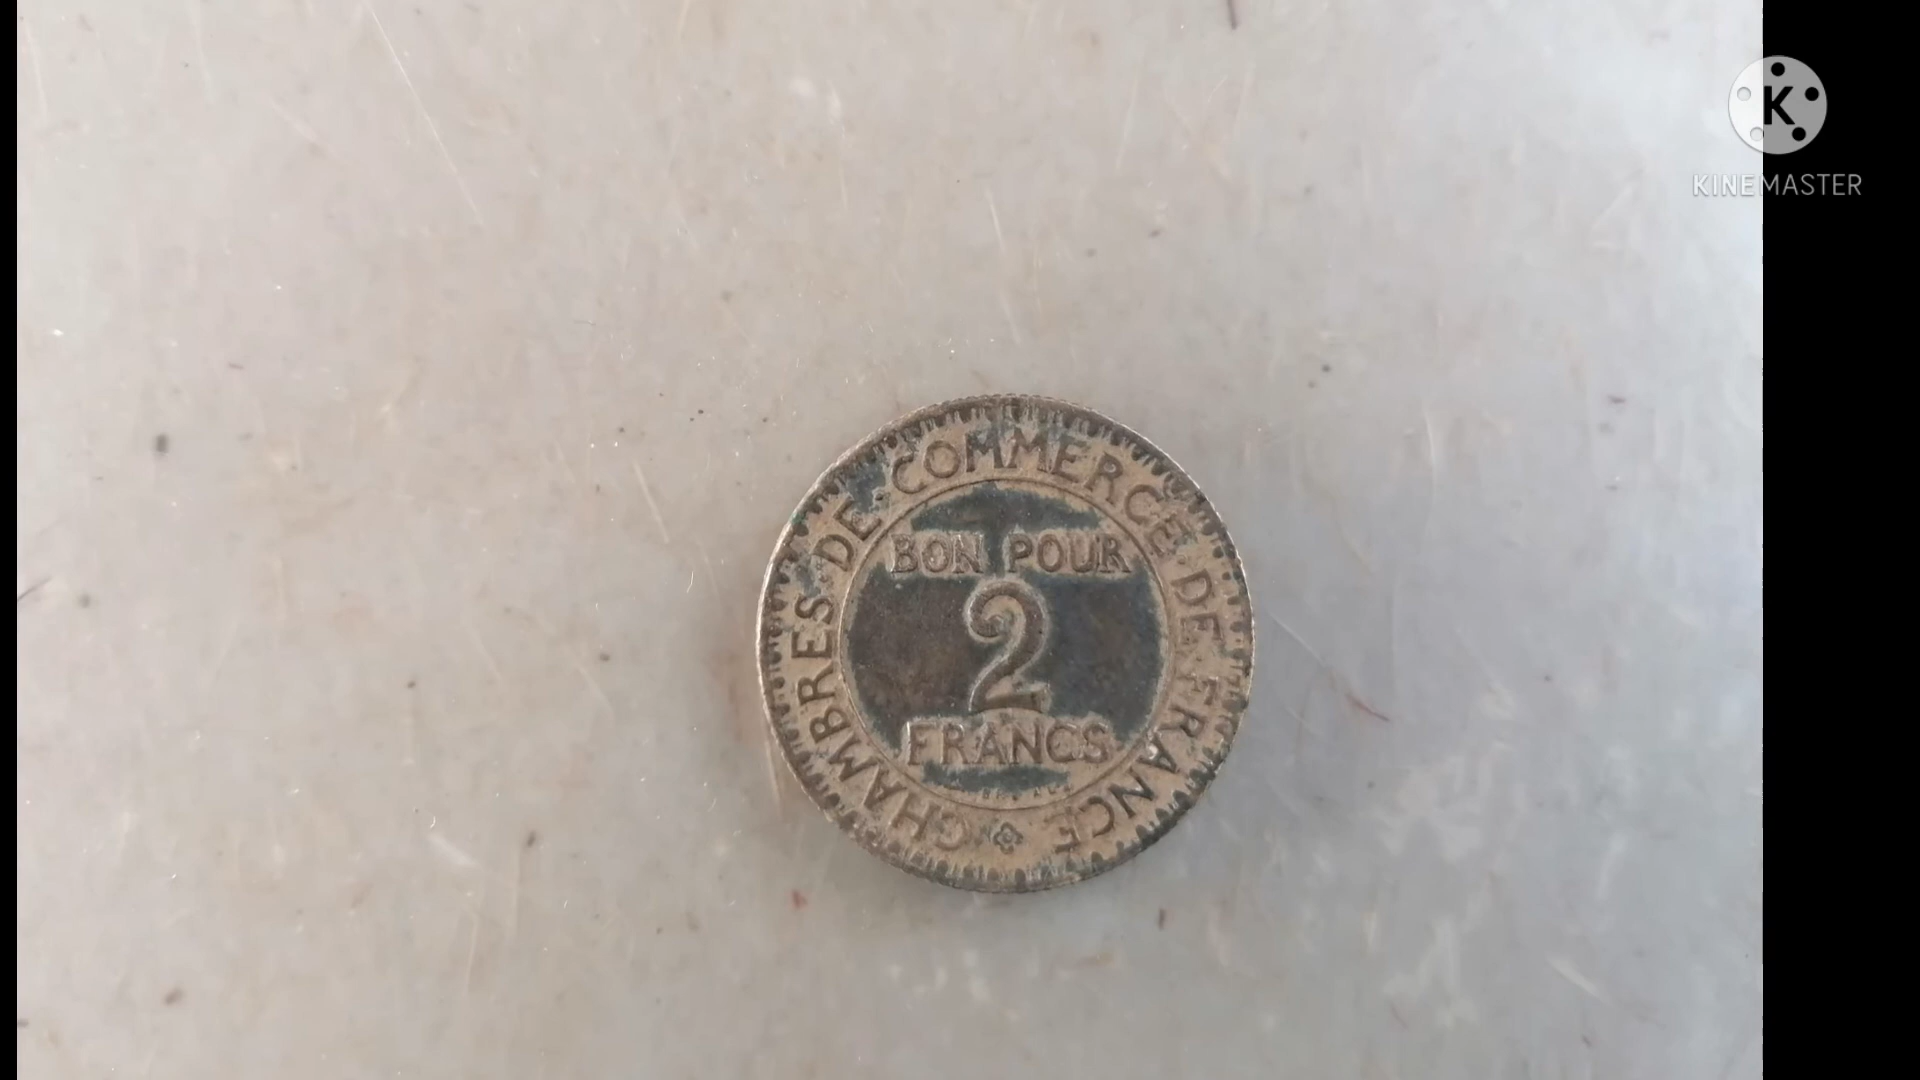 CHAMBRES·DE·COMMERCE·DE·FRANCE
BON POUR
2
FRANCS
K
KINEMASTER